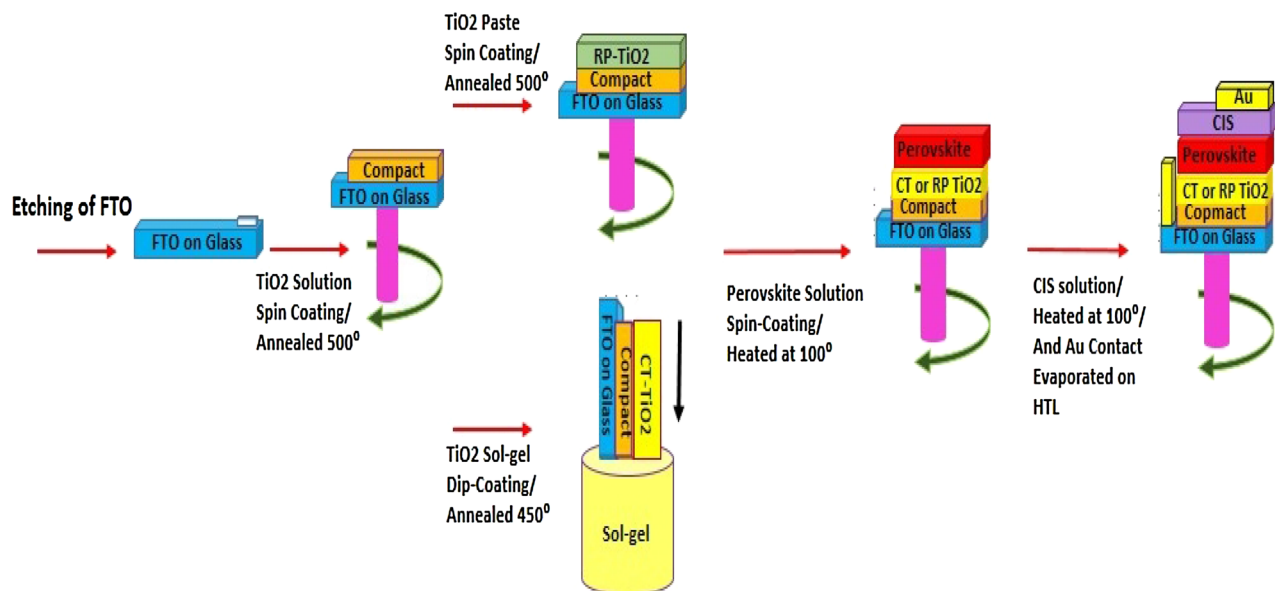 Etching of FTO
FTO on Glass
TiO2 Solution
Spin Coating/
Annealed 500⁰
Compact
FTO on Glass
TiO2 Paste
Spin Coating/
Annealed 500⁰
RP-TiO2
Compact
FTO on Glass
TiO2 Sol-gel
Dip-Coating/
Annealed 450⁰
FTO on Glass
Compact
CT-TiO2
Sol-gel
Perovskite Solution
Spin-Coating/
Heated at 100⁰
Perovskite
CT or RP TiO2
Compact
FTO on Glass
CIS solution/
Heated at 100⁰/
And Au Contact
Evaporated on
HTL
Au
CIS
Perovskite
CT or RP TiO2
Copmact
FTO on Glass